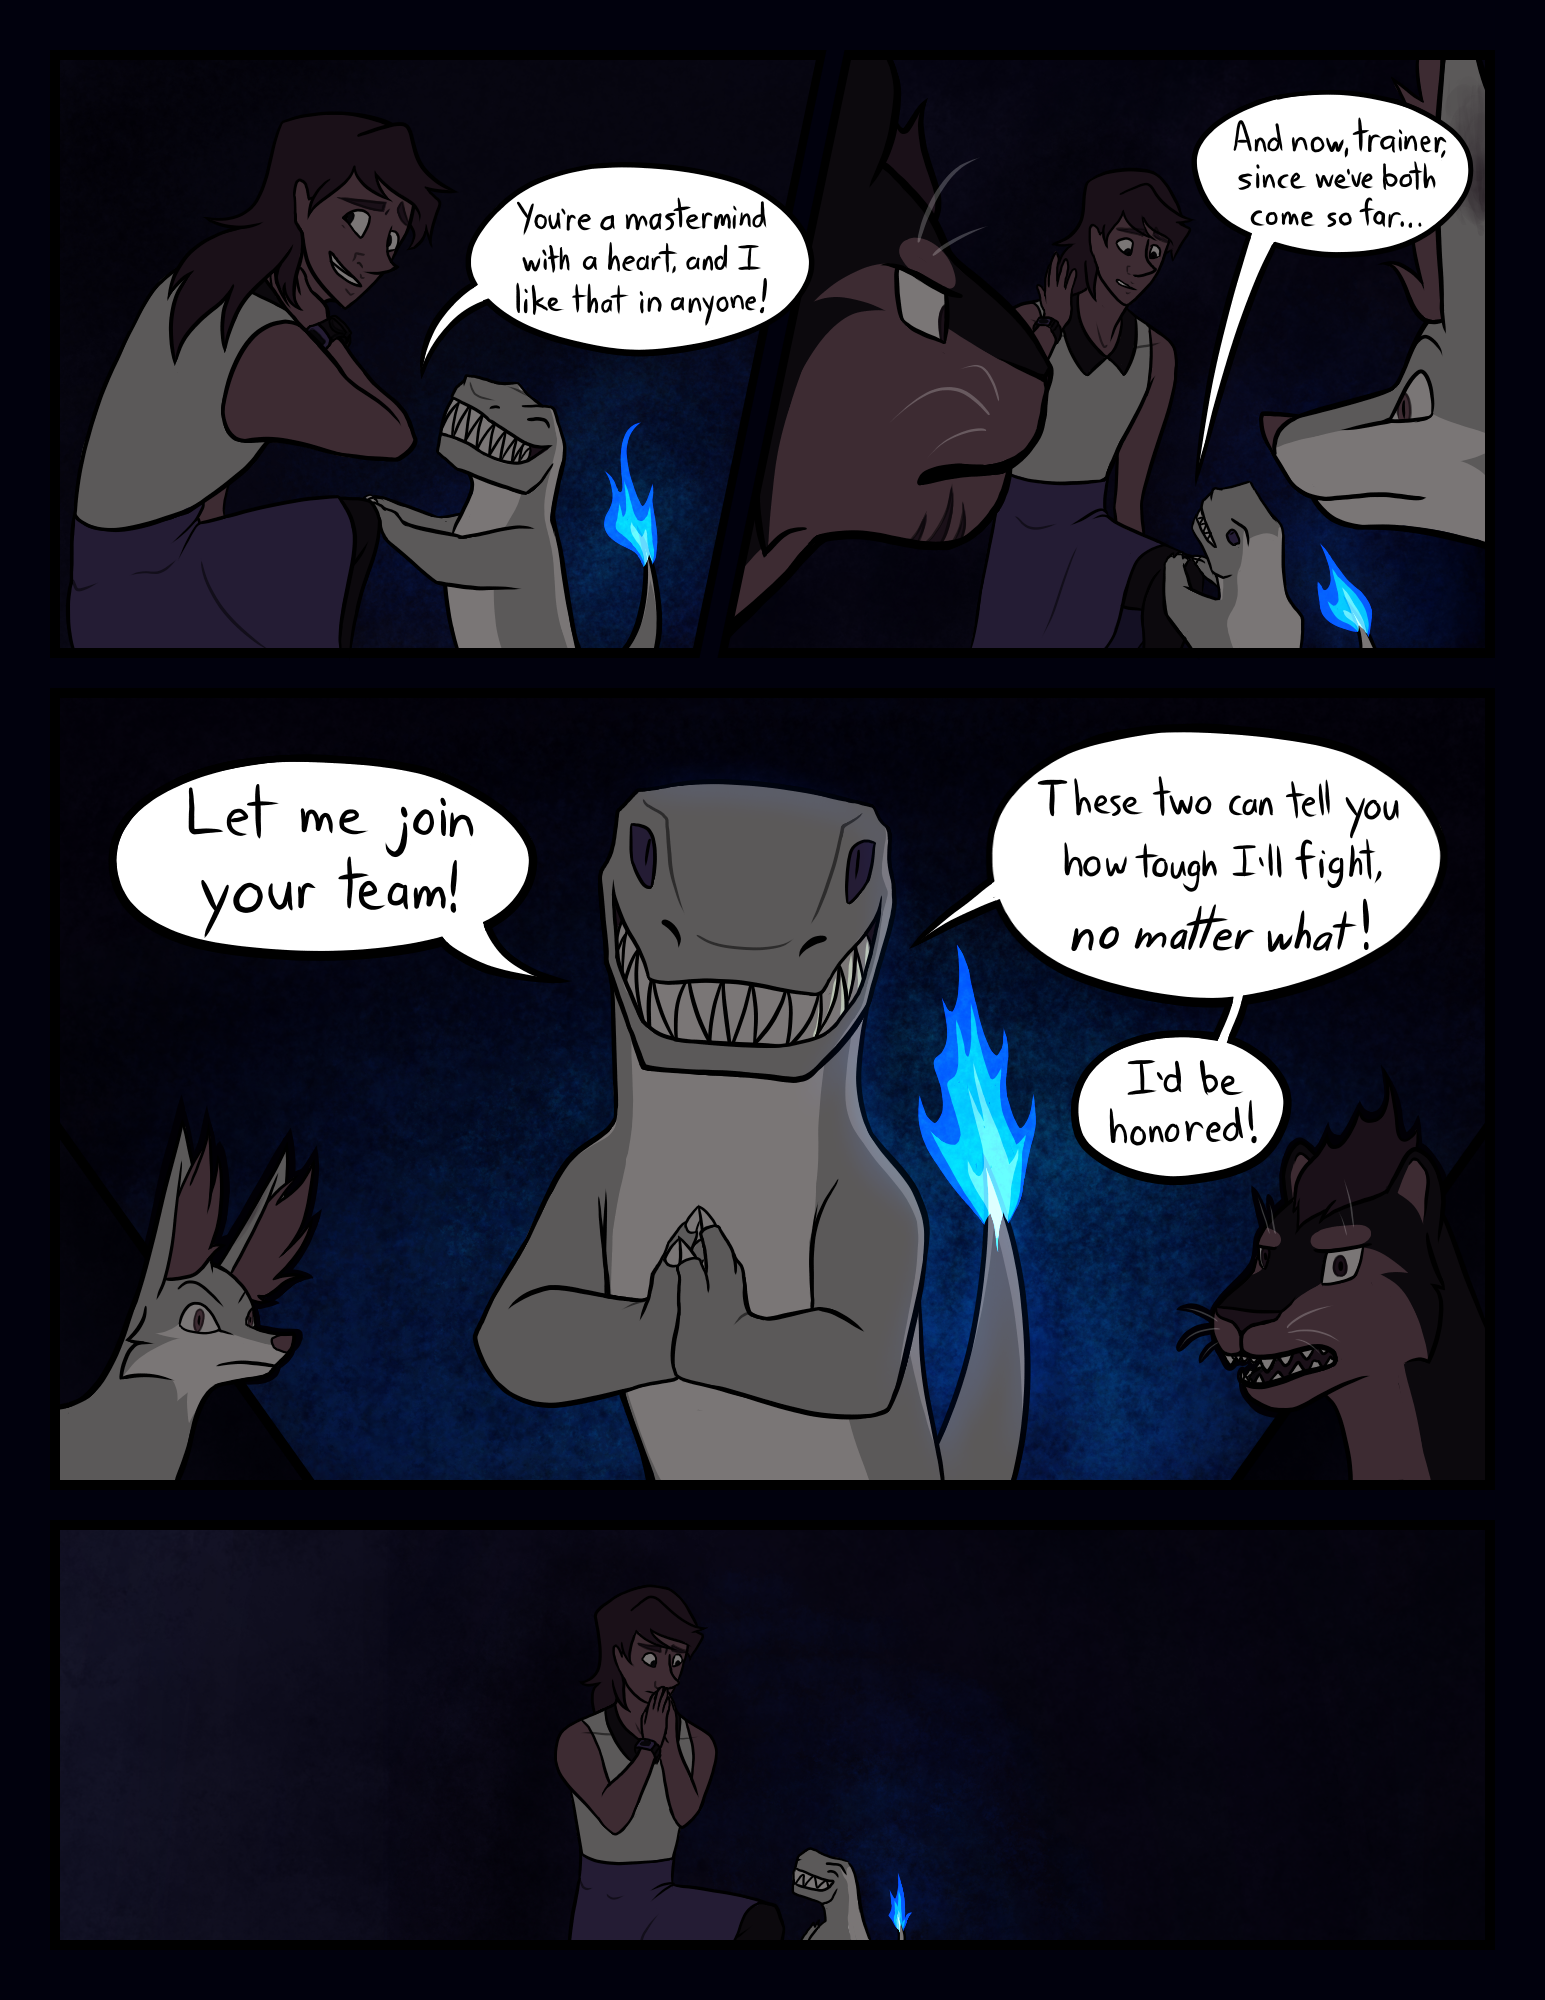 You're a mastermind
with a heart, and I
like that in anyone!
And now, trainer,
since we've both
come so far...
Let me join
your team!
These two can tell you
how tough I'll fight,
no matter what!
I'd be
honored!